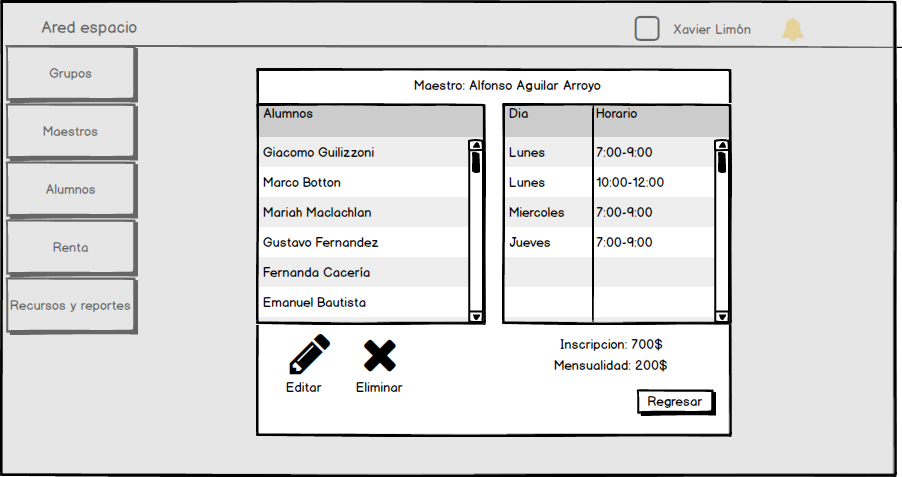 Ared espacio
Xavier Limón
Grupos
Maestros
Alumnos
Renta
Recursos y reportes
Maestro: Alfonso Aguilar Arroyo
Alumnos
Giacomo Guilizzoni
Marco Botton
Mariah Maclachlan
Gustavo Fernandez
Fernanda Cacería
Emanuel Bautista
Dia Horario
Lunes 7:00-9:00
Lunes 10:00-12:00
Miercoles 7:00-9:00
Jueves 7:00-9:00
Inscripcion: 700$
Mensualidad: 200$
Editar
Eliminar
Regresar